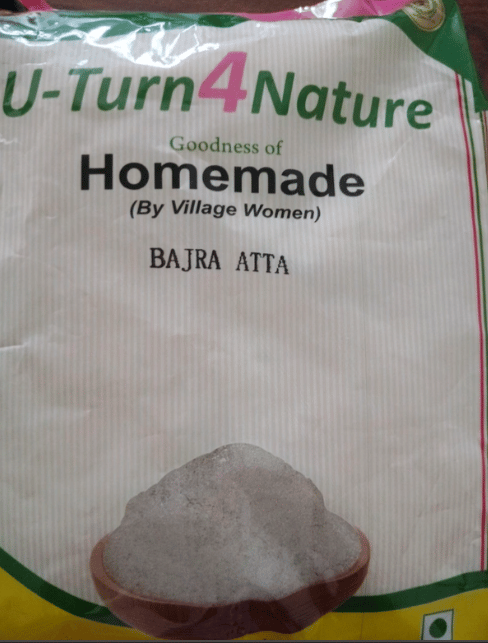 U-Turn4Nature
Goodness of
Homemade
(By Village Women)
BAJRA ATTA